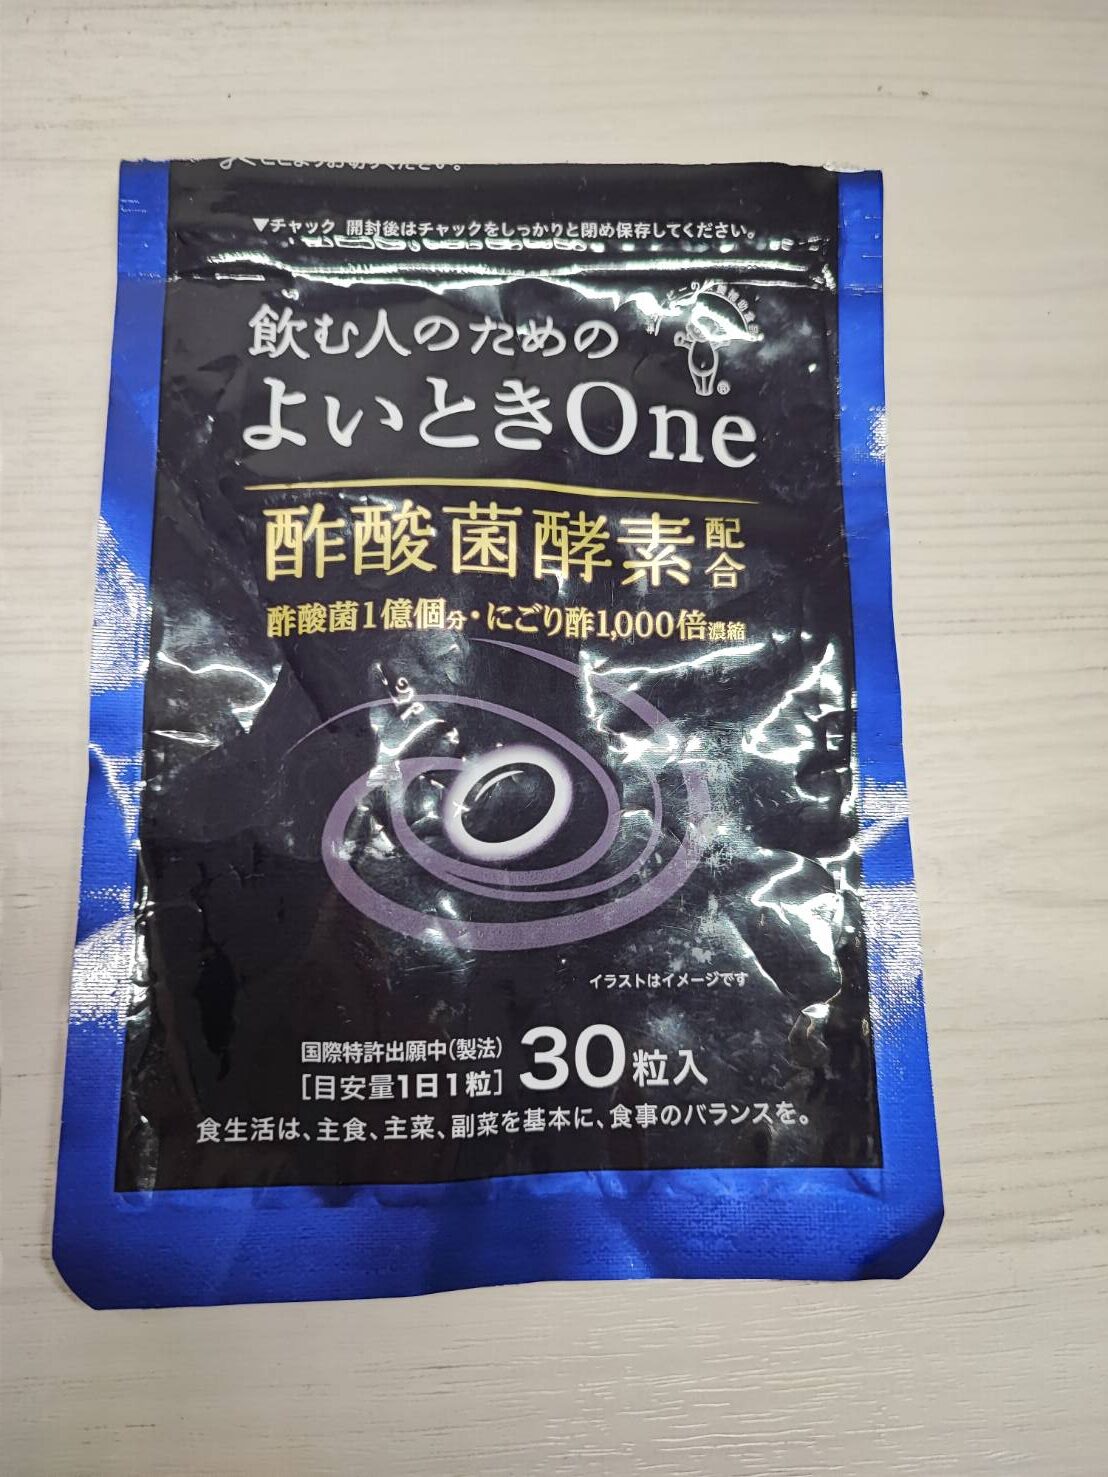 ▼チャック 開封後はチャックをしっかりと閉め保存してください。
飲む人のための
よいときOne
酢酸菌酵素配合
酢酸菌1億個分・にごり酢1,000倍濃縮
イラストはイメージです
国際特許出願中(製法)
[目安量1日1粒]
30粒入
食生活は、主食、主菜、副菜を基本に、食事のバランスを。